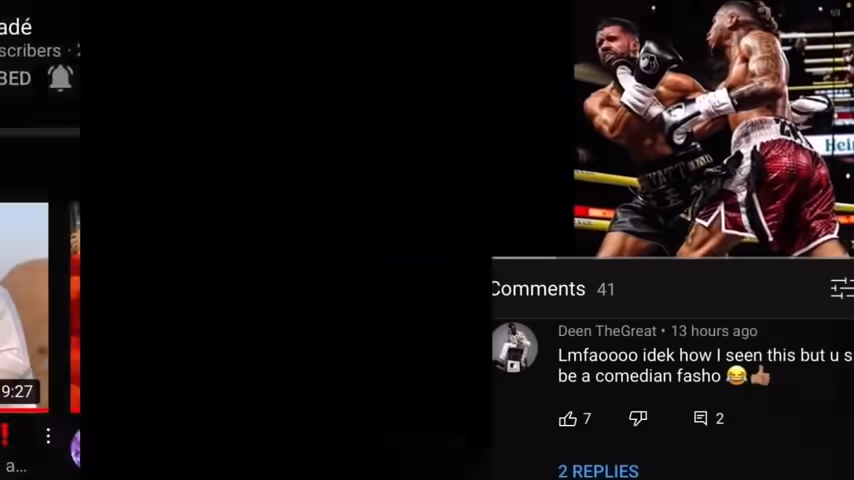 adé
scribers ·
BED
9:27
a...
Hei
Comments 41
Deen TheGreat • 13 hours ago
Lmfaoooo idek how I seen this but u s
be a comedian fasho 😂👍🏽
7
2
2 REPLIES